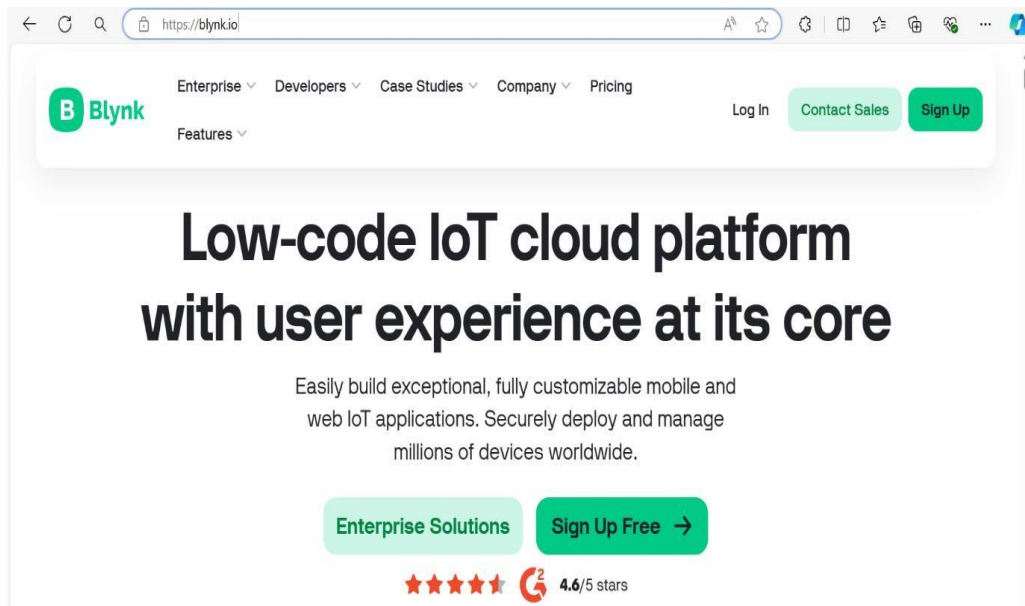 https://blynk.io
B Blynk
Enterprise Developers Case Studies Company Pricing
Features
Log In Contact Sales Sign Up
Low-code IoT cloud platform
with user experience at its core
Easily build exceptional, fully customizable mobile and
web IoT applications. Securely deploy and manage
millions of devices worldwide.
Enterprise Solutions Sign Up Free →
G2 4.6/5 stars